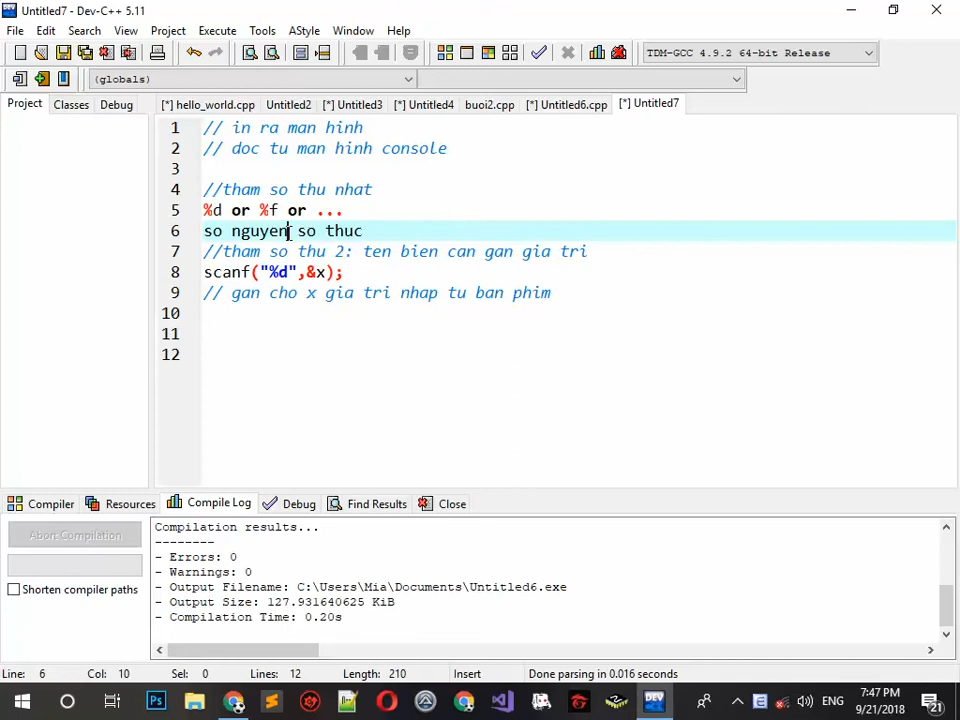 Untitled7 - Dev-C++ 5.11
File Edit Search View Project Execute Tools AStyle Window Help
TDM-GCC 4.9.2 64-bit Release
(globals)
Project Classes Debug [*] hello_world.cpp Untitled2 [*] Untitled3 [*] Untitled4 buoi2.cpp [*] Untitled6.cpp [*] Untitled7
1 // in ra man hinh
2 // doc tu man hinh console
3
4 //tham so thu nhat
5 %d or %f or ...
6 so nguyen so thuc
7 //tham so thu 2: ten bien can gan gia tri
8 scanf("%d",&x);
9 // gan cho x gia tri nhap tu ban phim
10
11
12
Compiler Resources Compile Log Debug Find Results Close
Abort Compilation
Shorten compiler paths
Compilation results...
--------
- Errors: 0
- Warnings: 0
- Output Filename: C:\Users\Mia\Documents\Untitled6.exe
- Output Size: 127.931640625 KiB
- Compilation Time: 0.20s
Line: 6 Col: 10 Sel: 0 Lines: 12 Length: 210 Insert Done parsing in 0.016 seconds
Ps DEV ENG 7:47 PM
9/21/2018 21